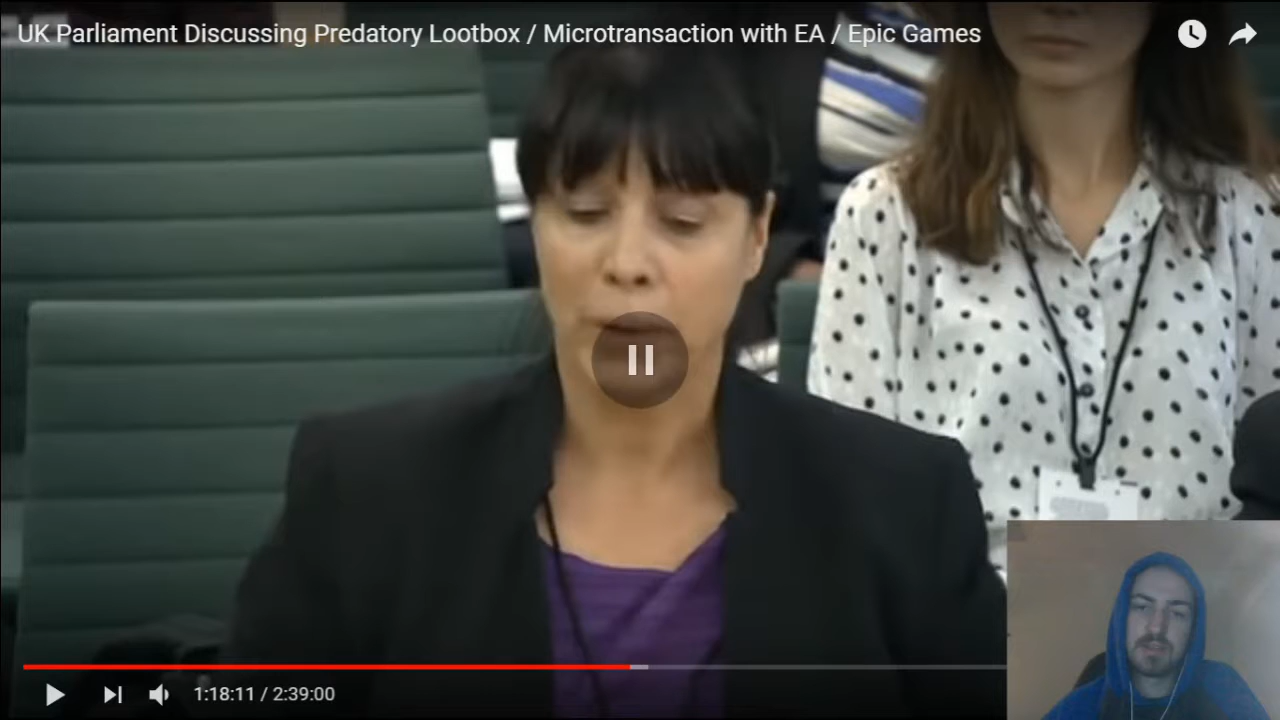 UK Parliament Discussing Predatory Lootbox / Microtransaction with EA / Epic Games
1:18:11 / 2:39:00